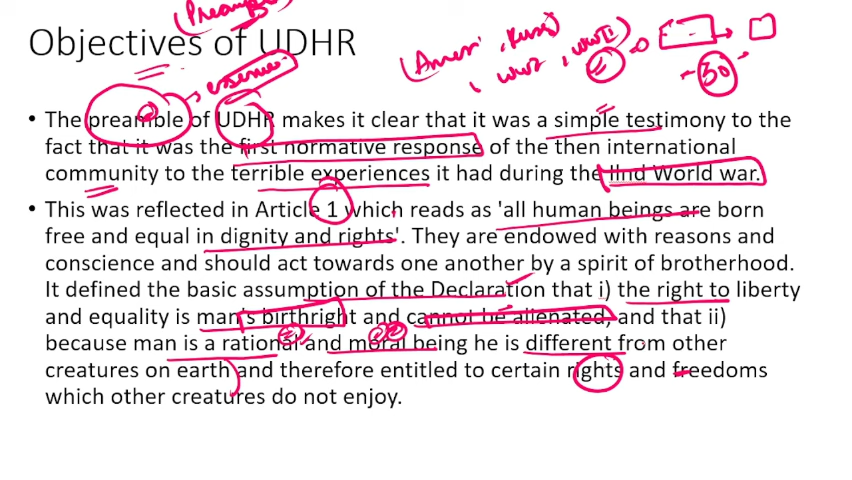 (Preamble
Objectives of UDHR
essence
(Ameri', Russ)
, WWI, WWII)
30
• The preamble of UDHR makes it clear that it was a simple testimony to the
fact that it was the first normative response of the then international
community to the terrible experiences it had during the IInd World war.
• This was reflected in Article 1 which reads as 'all human beings are born
free and equal in dignity and rights'. They are endowed with reasons and
conscience and should act towards one another by a spirit of brotherhood.
It defined the basic assumption of the Declaration that i) the right to liberty
and equality is man's birthright and cannot be alienated, and that ii)
because man is a rational and moral being he is different from other
creatures on earth and therefore entitled to certain rights and freedoms
which other creatures do not enjoy.